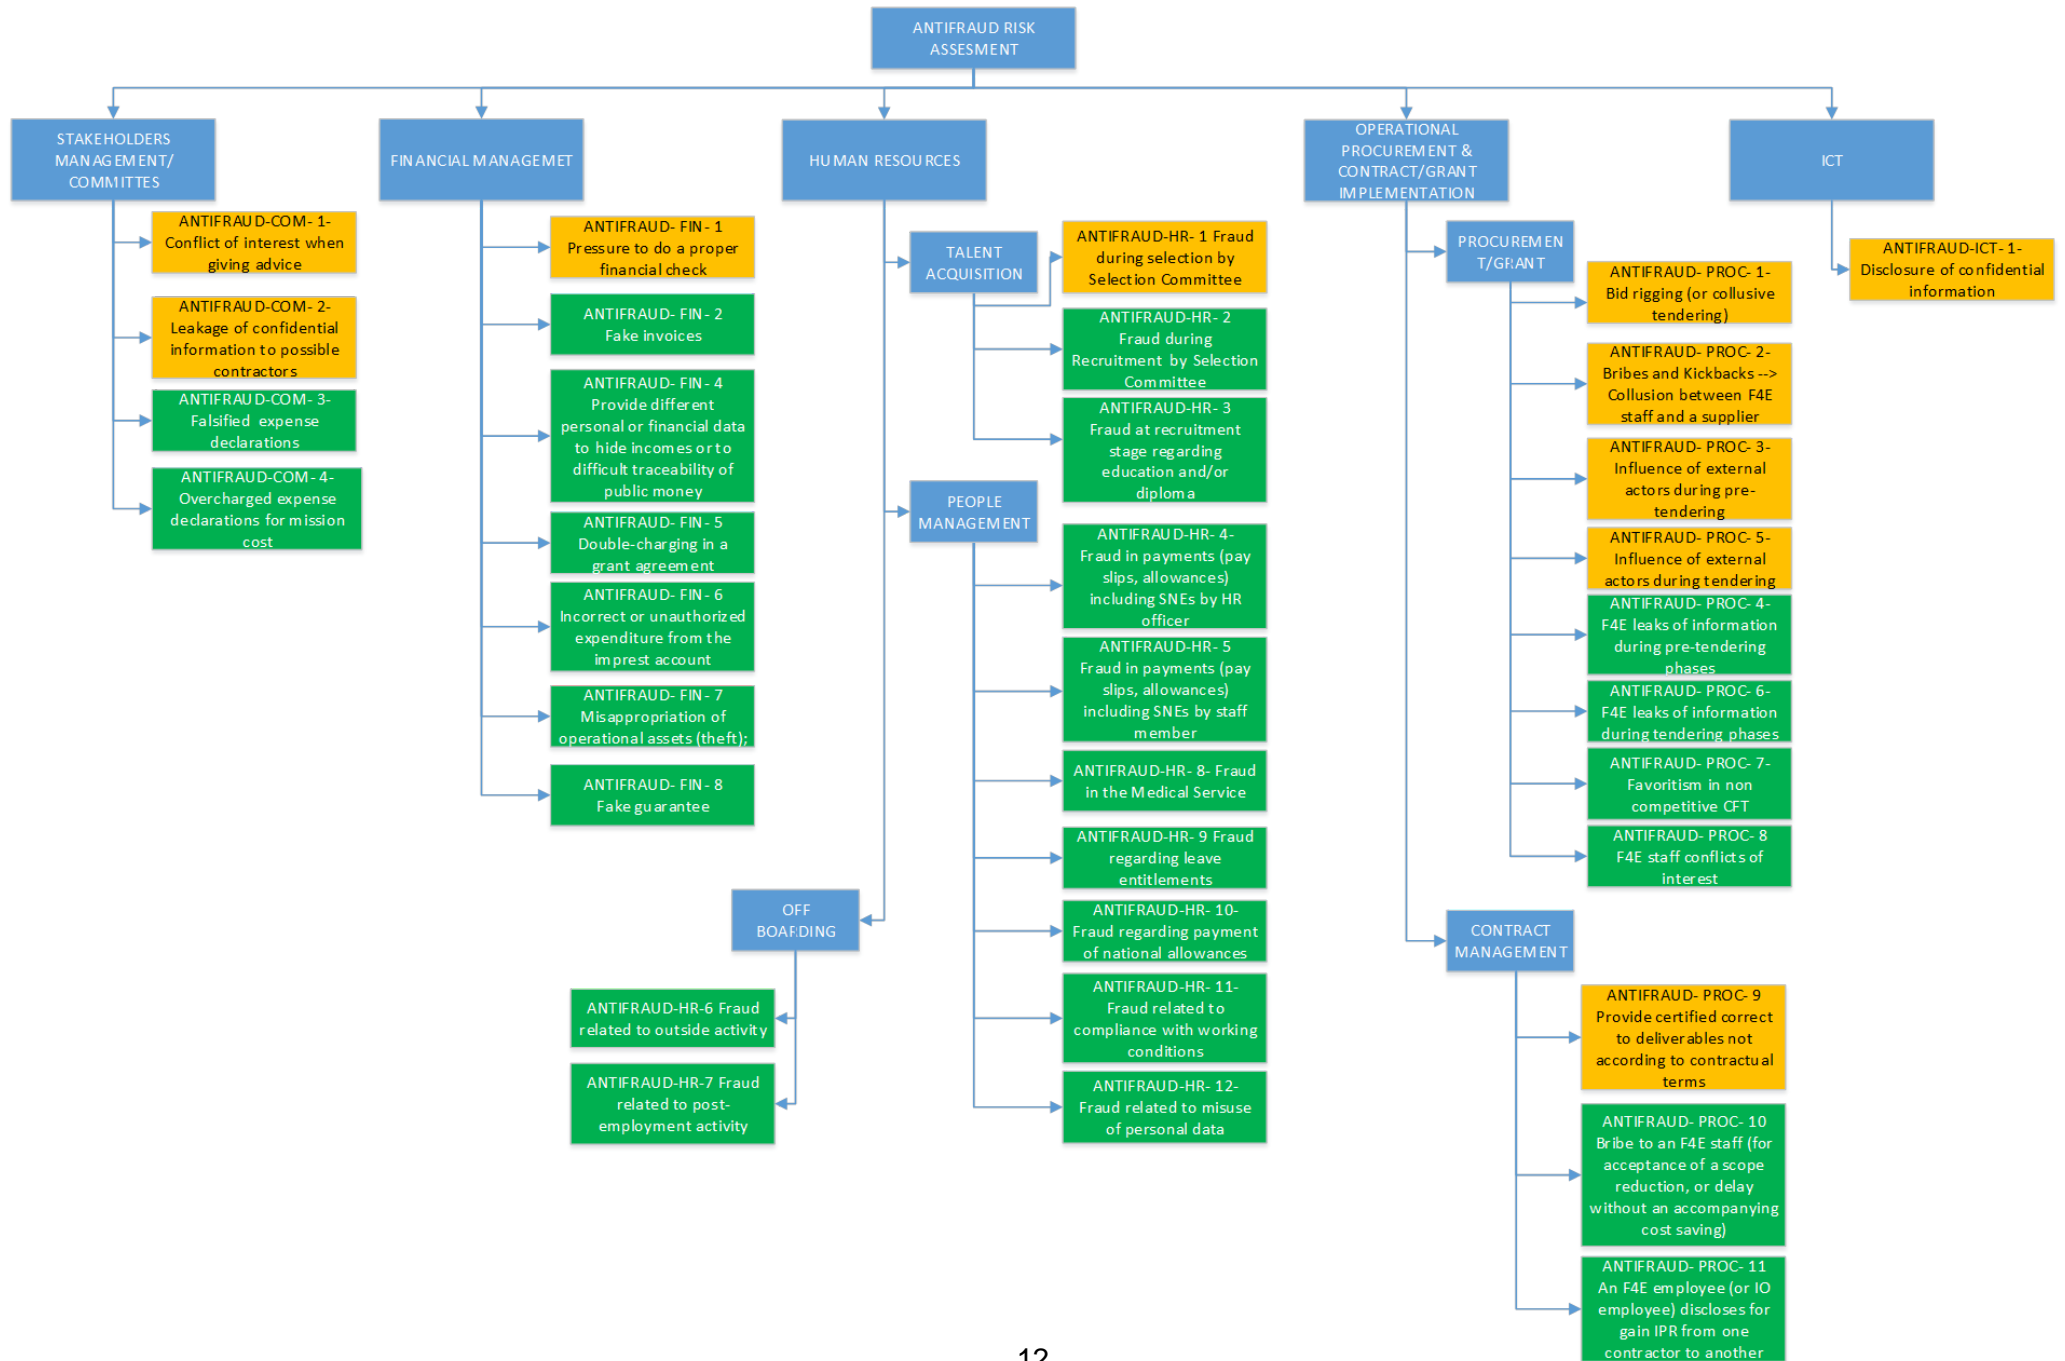 ANTIFRAUD RISK
ASSESMENT
STAKEHOLDERS
MANAGEMENT/
COMMITTES
ANTIFRAUD-COM- 1-
Conflict of interest when
giving advice
ANTIFRAUD-COM- 2-
Leakage of confidential
information to possible
contractors
ANTIFRAUD-COM- 3-
Falsified expense
declarations
ANTIFRAUD-COM- 4-
Overcharged expense
declarations for mission
cost
FINANCIAL MANAGEMET
ANTIFRAUD- FIN- 1
Pressure to do a proper
financial check
ANTIFRAUD- FIN- 2
Fake invoices
ANTIFRAUD- FIN- 4
Provide different
personal or financial data
to hide incomes or to
difficult traceability of
public money
ANTIFRAUD- FIN- 5
Double-charging in a
grant agreement
ANTIFRAUD- FIN- 6
Incorrect or unauthorized
expenditure from the
imprest account
ANTIFRAUD- FIN- 7
Misappropriation of
operational assets (theft);
ANTIFRAUD- FIN- 8
Fake guarantee
HUMAN RESOURCES
TALENT
ACQUISITION
ANTIFRAUD-HR- 1 Fraud
during selection by
Selection Committee
ANTIFRAUD-HR- 2
Fraud during
Recruitment by Selection
Committee
ANTIFRAUD-HR- 3
Fraud at recruitment
stage regarding
education and/or
diploma
PEOPLE
MANAGEMENT
ANTIFRAUD-HR- 4-
Fraud in payments (pay
slips, allowances)
including SNEs by HR
officer
ANTIFRAUD-HR- 5
Fraud in payments (pay
slips, allowances)
including SNEs by staff
member
ANTIFRAUD-HR- 8- Fraud
in the Medical Service
ANTIFRAUD-HR- 9 Fraud
regarding leave
entitlements
ANTIFRAUD-HR- 10-
Fraud regarding payment
of national allowances
ANTIFRAUD-HR- 11-
Fraud related to
compliance with working
conditions
ANTIFRAUD-HR- 12-
Fraud related to misuse
of personal data
OFF
BOARDING
ANTIFRAUD-HR-6 Fraud
related to outside activity
ANTIFRAUD-HR-7 Fraud
related to post-
employment activity
OPERATIONAL
PROCUREMENT &
CONTRACT/GRANT
IMPLEMENTATION
PROCUREMEN
T/GRANT
ANTIFRAUD- PROC- 1-
Bid rigging (or collusive
tendering)
ANTIFRAUD- PROC- 2-
Bribes and Kickbacks -->
Collusion between F4E
staff and a supplier
ANTIFRAUD- PROC- 3-
Influence of external
actors during pre-
tendering
ANTIFRAUD- PROC- 5-
Influence of external
actors during tendering
ANTIFRAUD- PROC- 4-
F4E leaks of information
during pre-tendering
phases
ANTIFRAUD- PROC- 6-
F4E leaks of information
during tendering phases
ANTIFRAUD- PROC- 7-
Favoritism in non
competitive CFT
ANTIFRAUD- PROC- 8
F4E staff conflicts of
interest
CONTRACT
MANAGEMENT
ANTIFRAUD- PROC- 9
Provide certified correct
to deliverables not
according to contractual
terms
ANTIFRAUD- PROC- 10
Bribe to an F4E staff (for
acceptance of a scope
reduction, or delay
without an accompanying
cost saving)
ANTIFRAUD- PROC- 11
An F4E employee (or IO
employee) discloses for
gain IPR from one
contractor to another
ICT
ANTIFRAUD-ICT- 1-
Disclosure of confidential
information
12